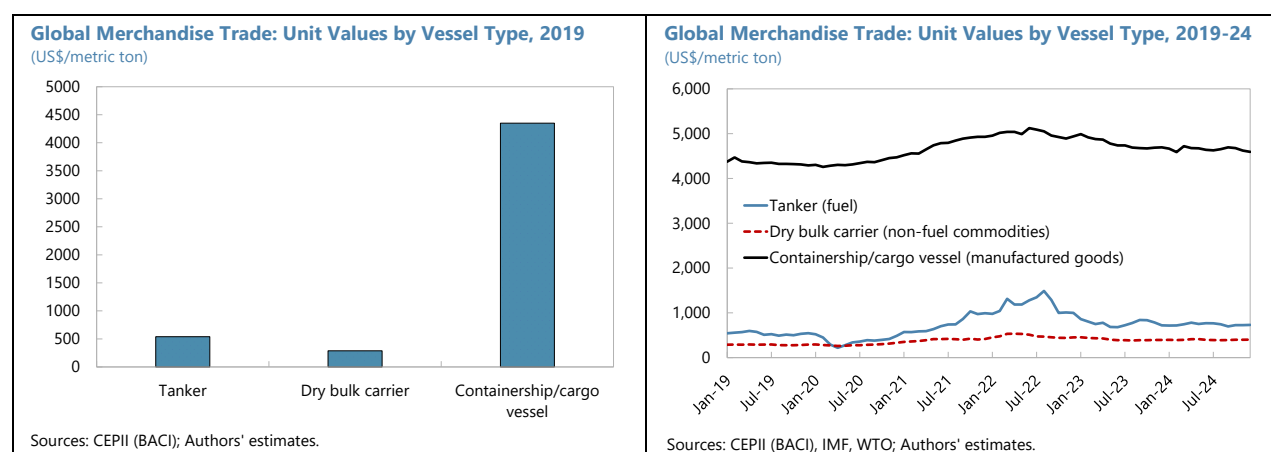 Global Merchandise Trade: Unit Values by Vessel Type, 2019
(US$/metric ton)
5000
4500
4000
3500
3000
2500
2000
1500
1000
500
0
Tanker
Dry bulk carrier
Containership/cargo
vessel
Sources: CEPII (BACI); Authors' estimates.
Global Merchandise Trade: Unit Values by Vessel Type, 2019-24
(US$/metric ton)
6,000
5,000
4,000
3,000
2,000
1,000
0
Tanker (fuel)
Dry bulk carrier (non-fuel commodities)
Containership/cargo vessel (manufactured goods)
Jan-19
Jul-19
Jan-20
Jul-20
Jan-21
Jul-21
Jan-22
Jul-22
Jan-23
Jul-23
Jan-24
Jul-24
Sources: CEPII (BACI), IMF, WTO; Authors' estimates.